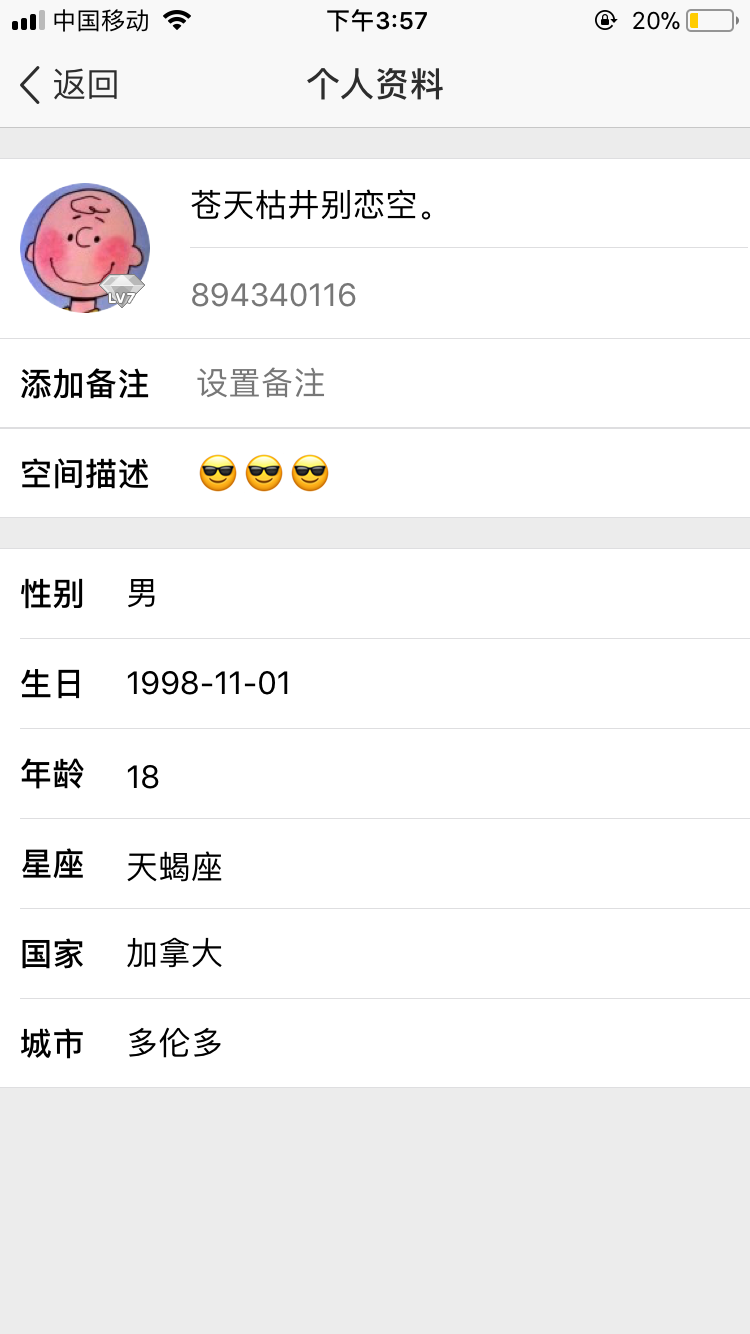 中国移动 下午3:57 20%
返回 个人资料
苍天枯井别恋空。
LV7
894340116
添加备注 设置备注
空间描述 😎😎😎
性别 男
生日 1998-11-01
年龄 18
星座 天蝎座
国家 加拿大
城市 多伦多